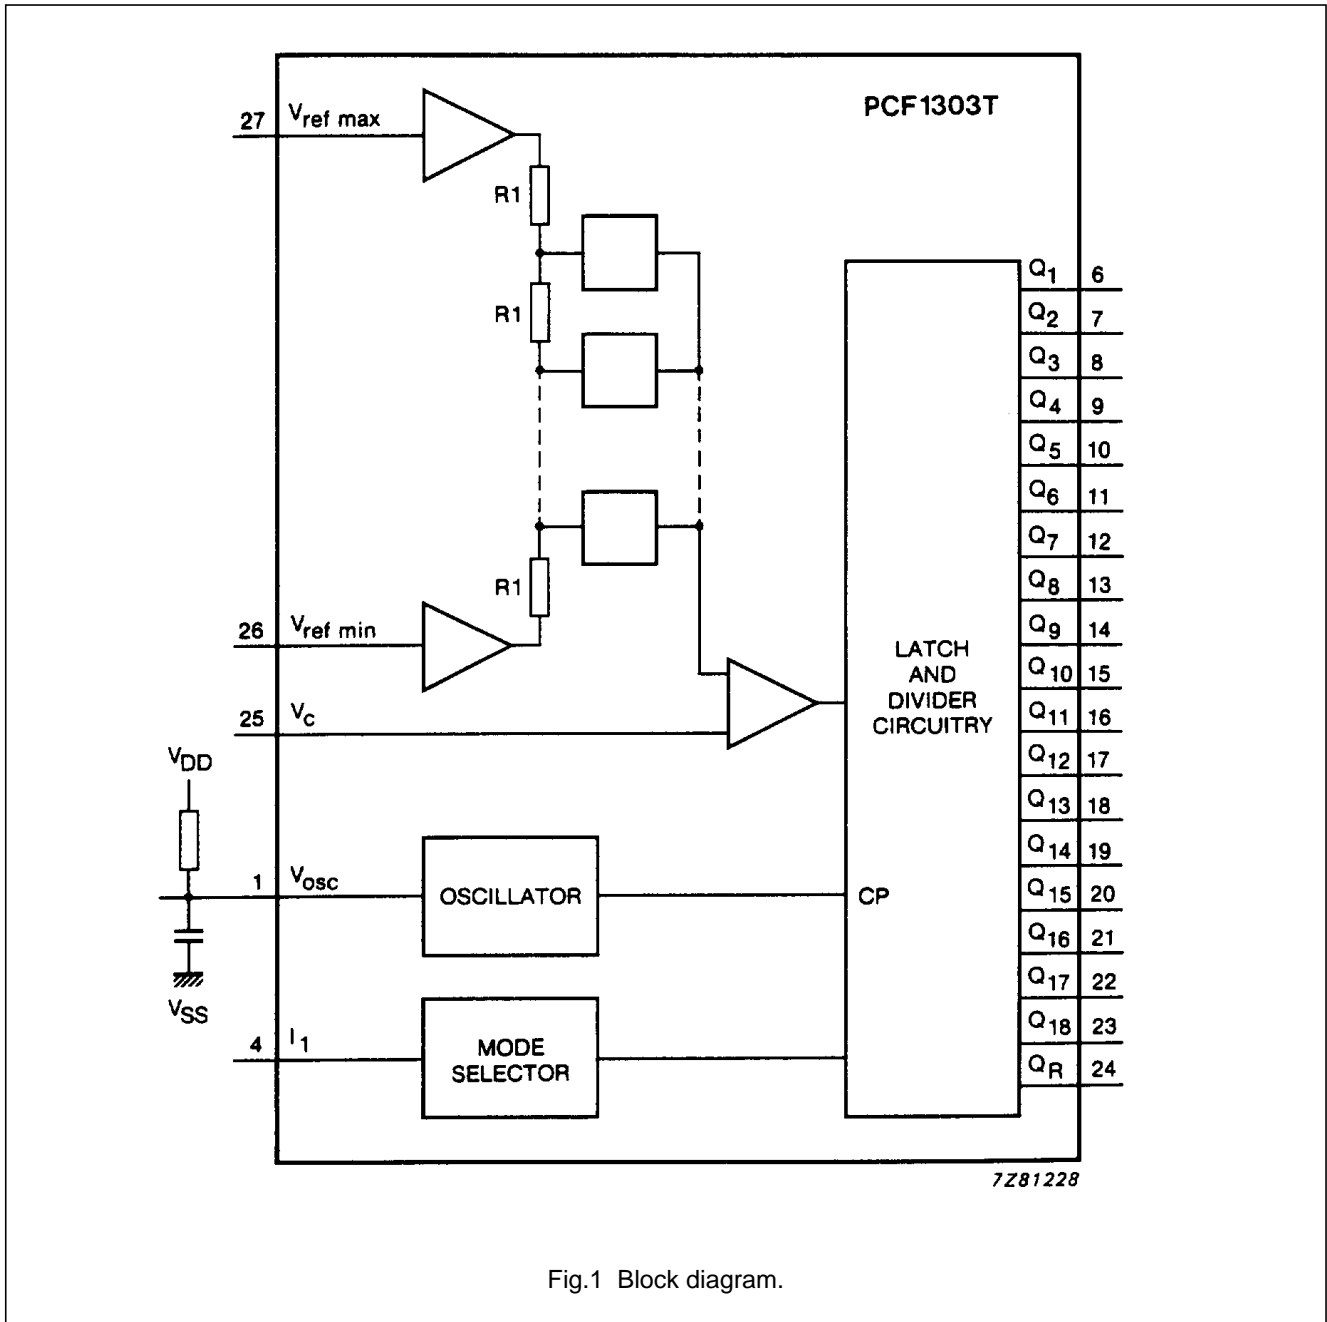 PCF1303T
27 Vref max
R1
R1
R1
26 Vref min
25 VC
VDD
1 Vosc
VSS
4 I1
OSCILLATOR
MODE
SELECTOR
LATCH
AND
DIVIDER
CIRCUITRY
CP
Q1 6
Q2 7
Q3 8
Q4 9
Q5 10
Q6 11
Q7 12
Q8 13
Q9 14
Q10 15
Q11 16
Q12 17
Q13 18
Q14 19
Q15 20
Q16 21
Q17 22
Q18 23
QR 24
7Z81228
Fig.1 Block diagram.